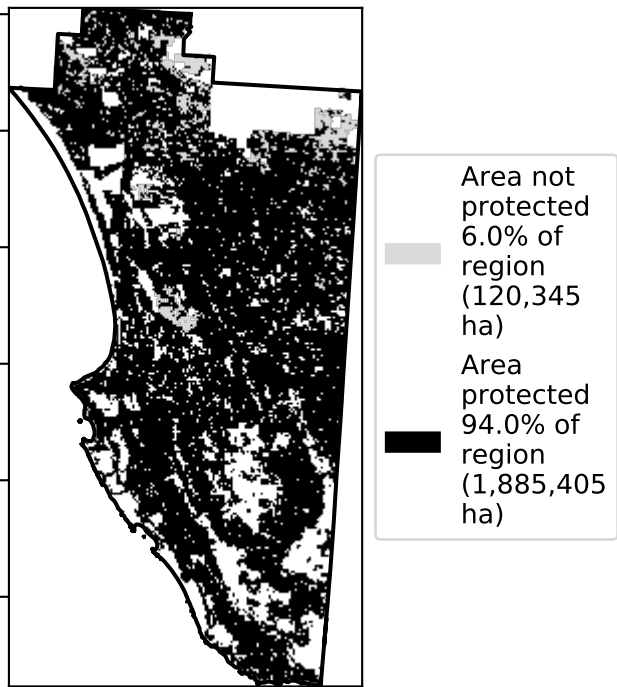 Area not
protected
6.0% of
region
(120,345
ha)
Area
protected
94.0% of
region
(1,885,405
ha)